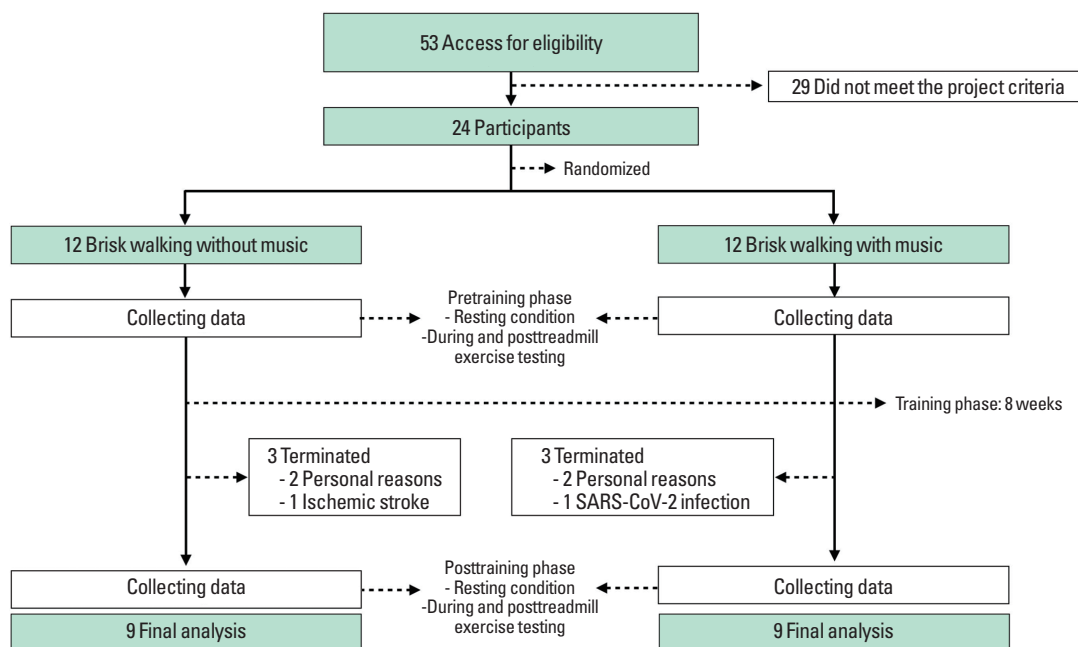 53 Access for eligibility
29 Did not meet the project criteria
24 Participants
Randomized
12 Brisk walking without music
12 Brisk walking with music
Collecting data
Pretraining phase
- Resting condition
-During and posttreadmill
exercise testing
Collecting data
Training phase: 8 weeks
3 Terminated
- 2 Personal reasons
- 1 Ischemic stroke
3 Terminated
- 2 Personal reasons
- 1 SARS-CoV-2 infection
Collecting data
Posttraining phase
- Resting condition
-During and posttreadmill
exercise testing
Collecting data
9 Final analysis
9 Final analysis